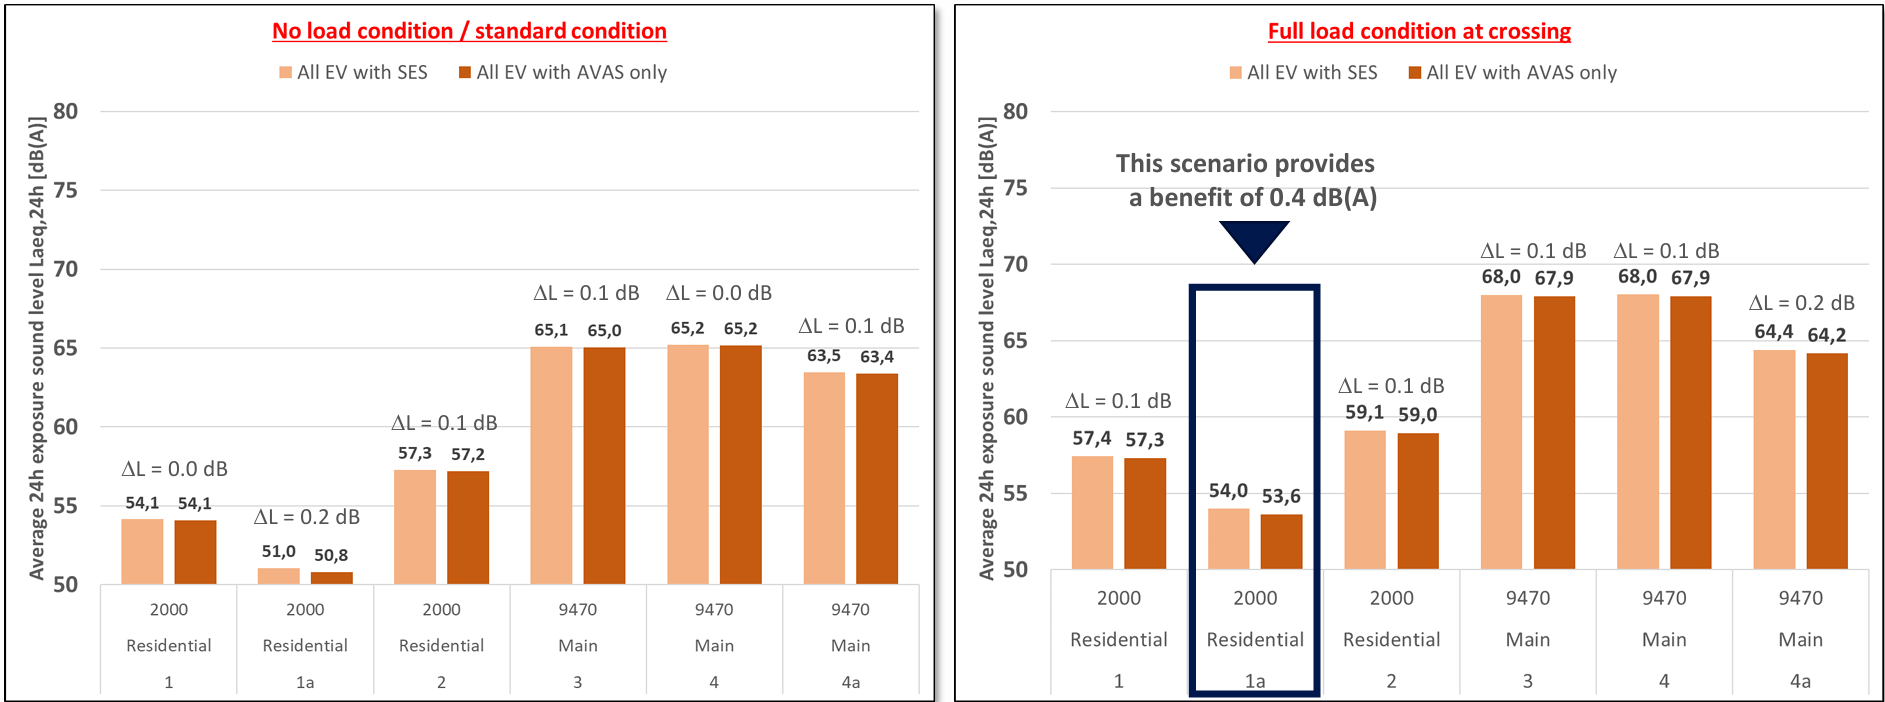 No load condition / standard condition
All EV with SES All EV with AVAS only
Average 24h exposure sound level Laeq,24h [dB(A)]
80
75
70
65
60
55
50
ΔL = 0.0 dB
54,1 54,1
ΔL = 0.2 dB
51,0 50,8
ΔL = 0.1 dB
57,3 57,2
ΔL = 0.1 dB
65,1 65,0
ΔL = 0.0 dB
65,2 65,2
ΔL = 0.1 dB
63,5 63,4
2000 2000 2000 9470 9470 9470
Residential Residential Residential Main Main Main
1 1a 2 3 4 4a
Full load condition at crossing
All EV with SES All EV with AVAS only
Average 24h exposure sound level Laeq,24h [dB(A)]
80
75
70
65
60
55
50
This scenario provides
a benefit of 0.4 dB(A)
ΔL = 0.1 dB
57,4 57,3
54,0 53,6
ΔL = 0.1 dB
59,1 59,0
ΔL = 0.1 dB
68,0 67,9
ΔL = 0.1 dB
68,0 67,9
ΔL = 0.2 dB
64,4 64,2
2000 2000 2000 9470 9470 9470
Residential Residential Residential Main Main Main
1 1a 2 3 4 4a